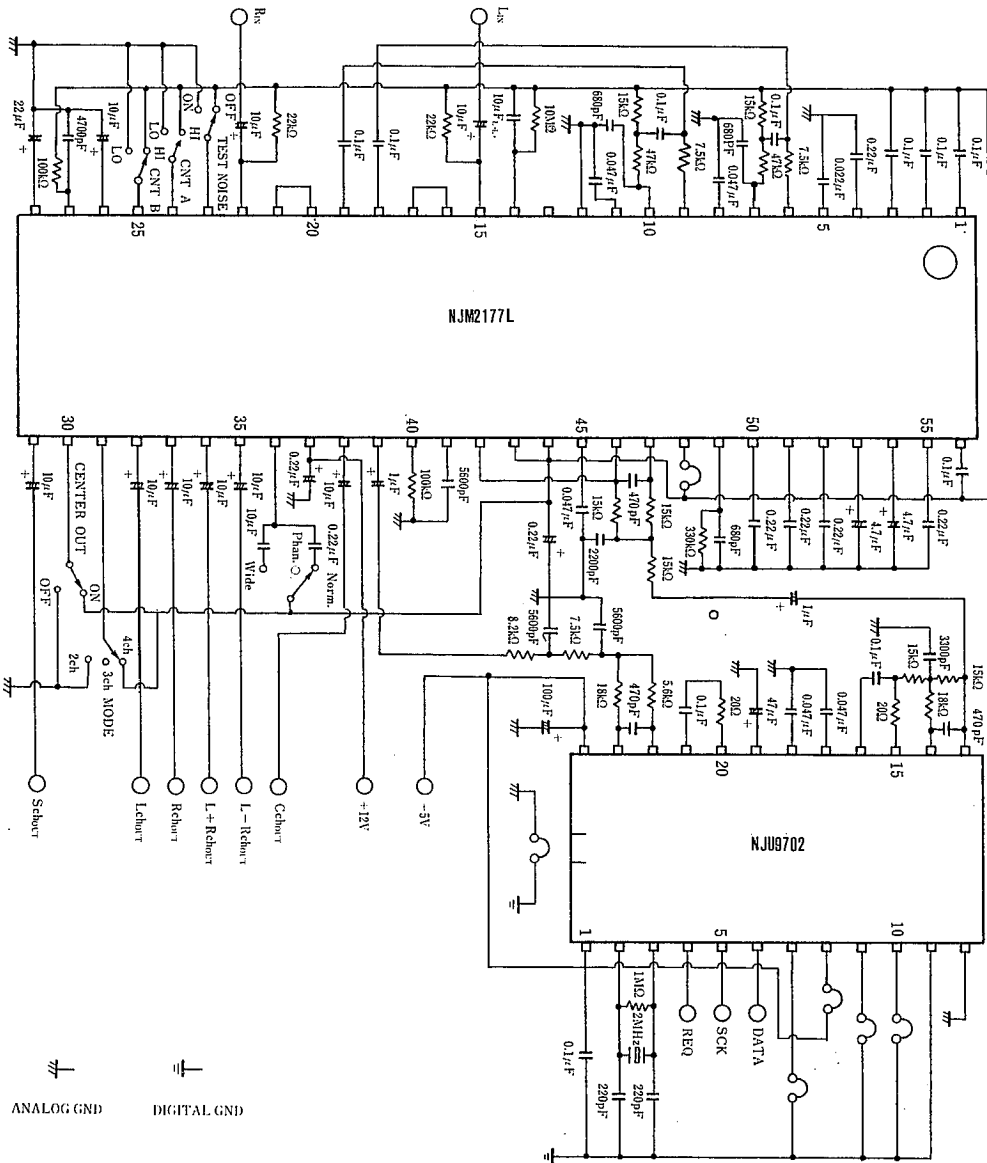 RIN
LIN
22μF
4700pF
10μF
100kΩ
LO
LO
HI
CNT B
ON
HI
CNT A
OFF
TEST NOISE
10μF
22kΩ
0.1μF
0.1μF
22kΩ
10μF
10μF L.L.
10MΩ
680pF
0.047μF
15kΩ
0.1μF
47kΩ
7.5kΩ
680PF
0.047μF
15kΩ
0.1μF
47kΩ
7.5kΩ
0.022μF
0.22μF
0.1μF
0.1μF
0.1μF
25
20
15
10
5
1
NJM2177L
30
35
40
45
50
55
10μF
CENTER OUT
OFF
ON
10μF
10μF
10μF
10μF
10μF
Wide
0.22μF
Phan.
Norm.
0.22μF
10μF
1μF
100kΩ
5600pF
0.22μF
0.047μF
15kΩ
2200pF
470pF
15kΩ
15kΩ
330kΩ
680pF
0.22μF
0.22μF
0.22μF
4.7μF
4.7μF
0.22μF
0.1μF
1μF
2ch
3ch MODE
4ch
8.2kΩ
5600pF
7.5kΩ
5600pF
100μF
18kΩ
470pF
5.6kΩ
0.1μF
20Ω
47μF
0.047μF
0.047μF
0.1μF
15kΩ
20Ω
3300pF
18kΩ
15kΩ
470pF
SchOUT
LchOUT
RchOUT
L+RchOUT
L−RchOUT
CchOUT
+12V
−5V
20
15
NJU9702
1
5
10
1MΩ
2MHz
REQ
SCK
DATA
0.1μF
220pF
220pF
ANALOG GND
DIGITAL GND